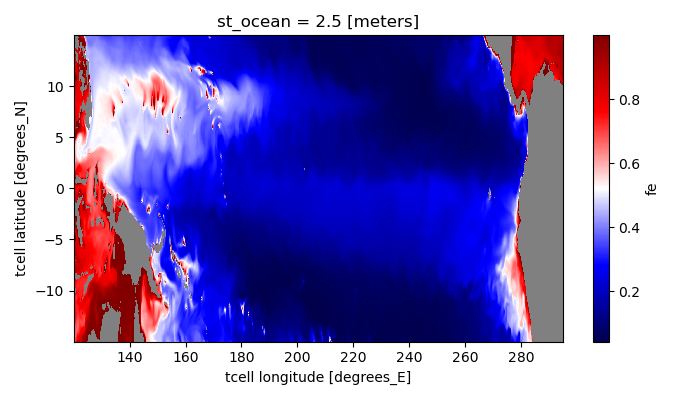 st_ocean = 2.5 [meters]
10
5
0
−5
−10
tcell latitude [degrees_N]
140 160 180 200 220 240 260 280
tcell longitude [degrees_E]
0.8
0.6
0.4
0.2
fe